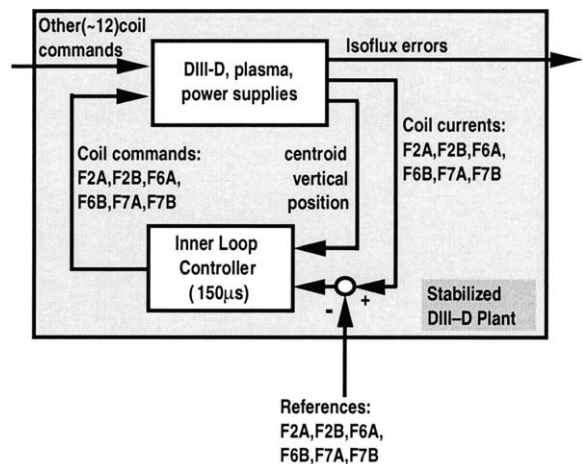 Other(~12)coil
commands
DIII-D, plasma,
power supplies
Isoflux errors
Coil commands:
F2A,F2B,F6A,
F6B,F7A,F7B
centroid
vertical
position
Coil currents:
F2A,F2B,F6A,
F6B,F7A,F7B
Inner Loop
Controller
(150µs)
- +
Stabilized
DIII–D Plant
References:
F2A,F2B,F6A,
F6B,F7A,F7B